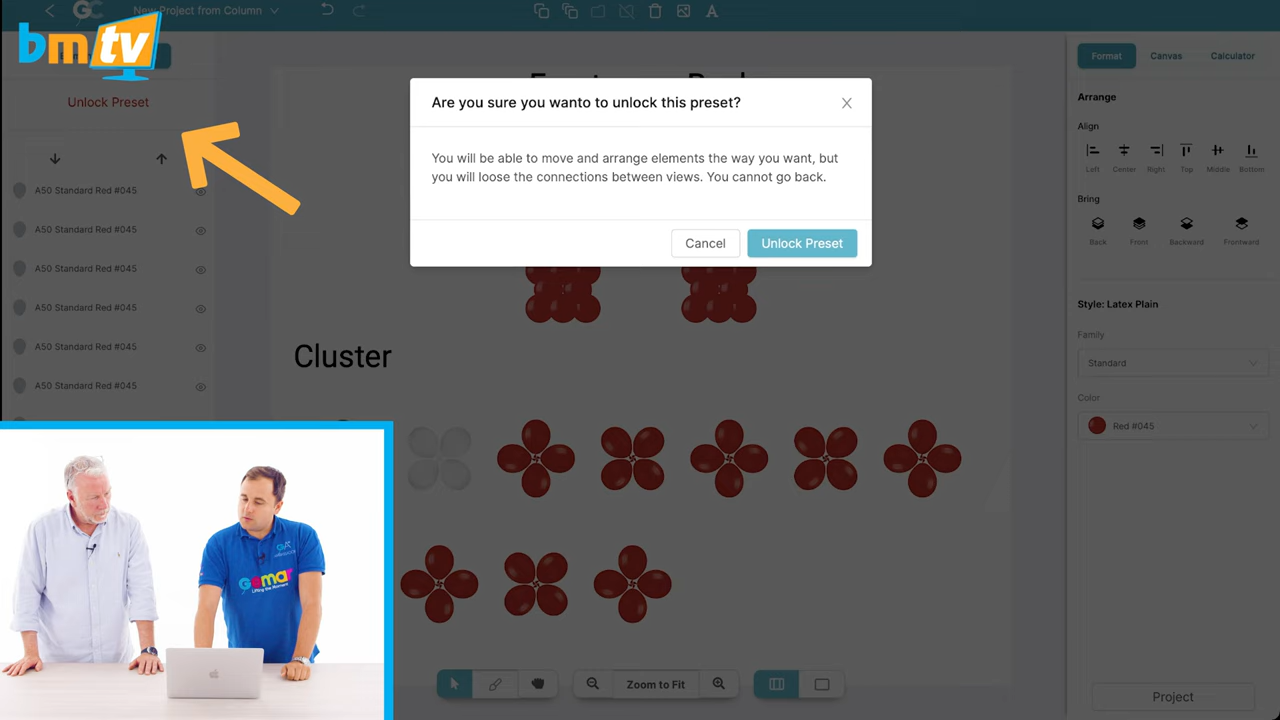 New Project from Column
bmtv
Unlock Preset
A50 Standard Red #045
A50 Standard Red #045
A50 Standard Red #045
A50 Standard Red #045
A50 Standard Red #045
A50 Standard Red #045
Are you sure you wanto to unlock this preset?
You will be able to move and arrange elements the way you want, but
you will loose the connections between views. You cannot go back.
Cancel
Unlock Preset
Cluster
Format
Canvas
Calculator
Arrange
Align
Left
Center
Right
Top
Middle
Bottom
Bring
Back
Front
Backward
Frontward
Style: Latex Plain
Family
Standard
Color
Red #045
Gemar
Zoom to Fit
Project